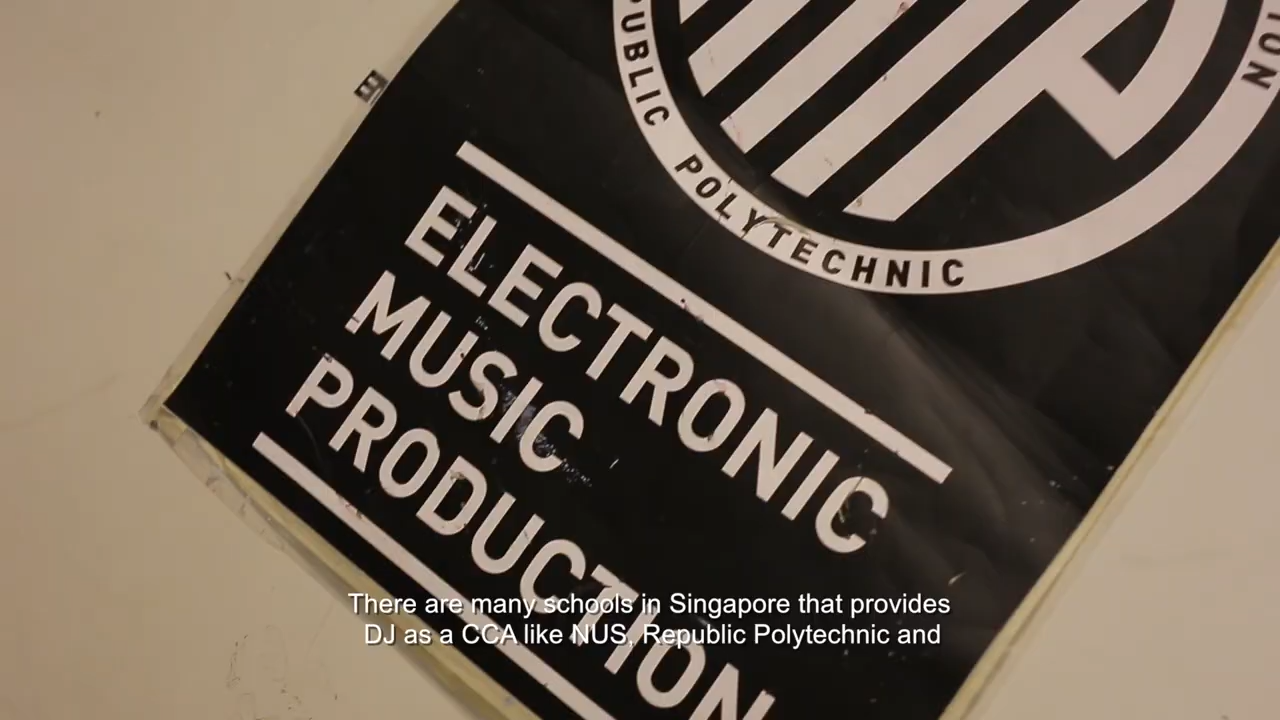 PUBLIC POLYTECHNIC
ELECTRONIC
MUSIC
PRODUCTION
There are many schools in Singapore that provides
DJ as a CCA like NUS, Republic Polytechnic and